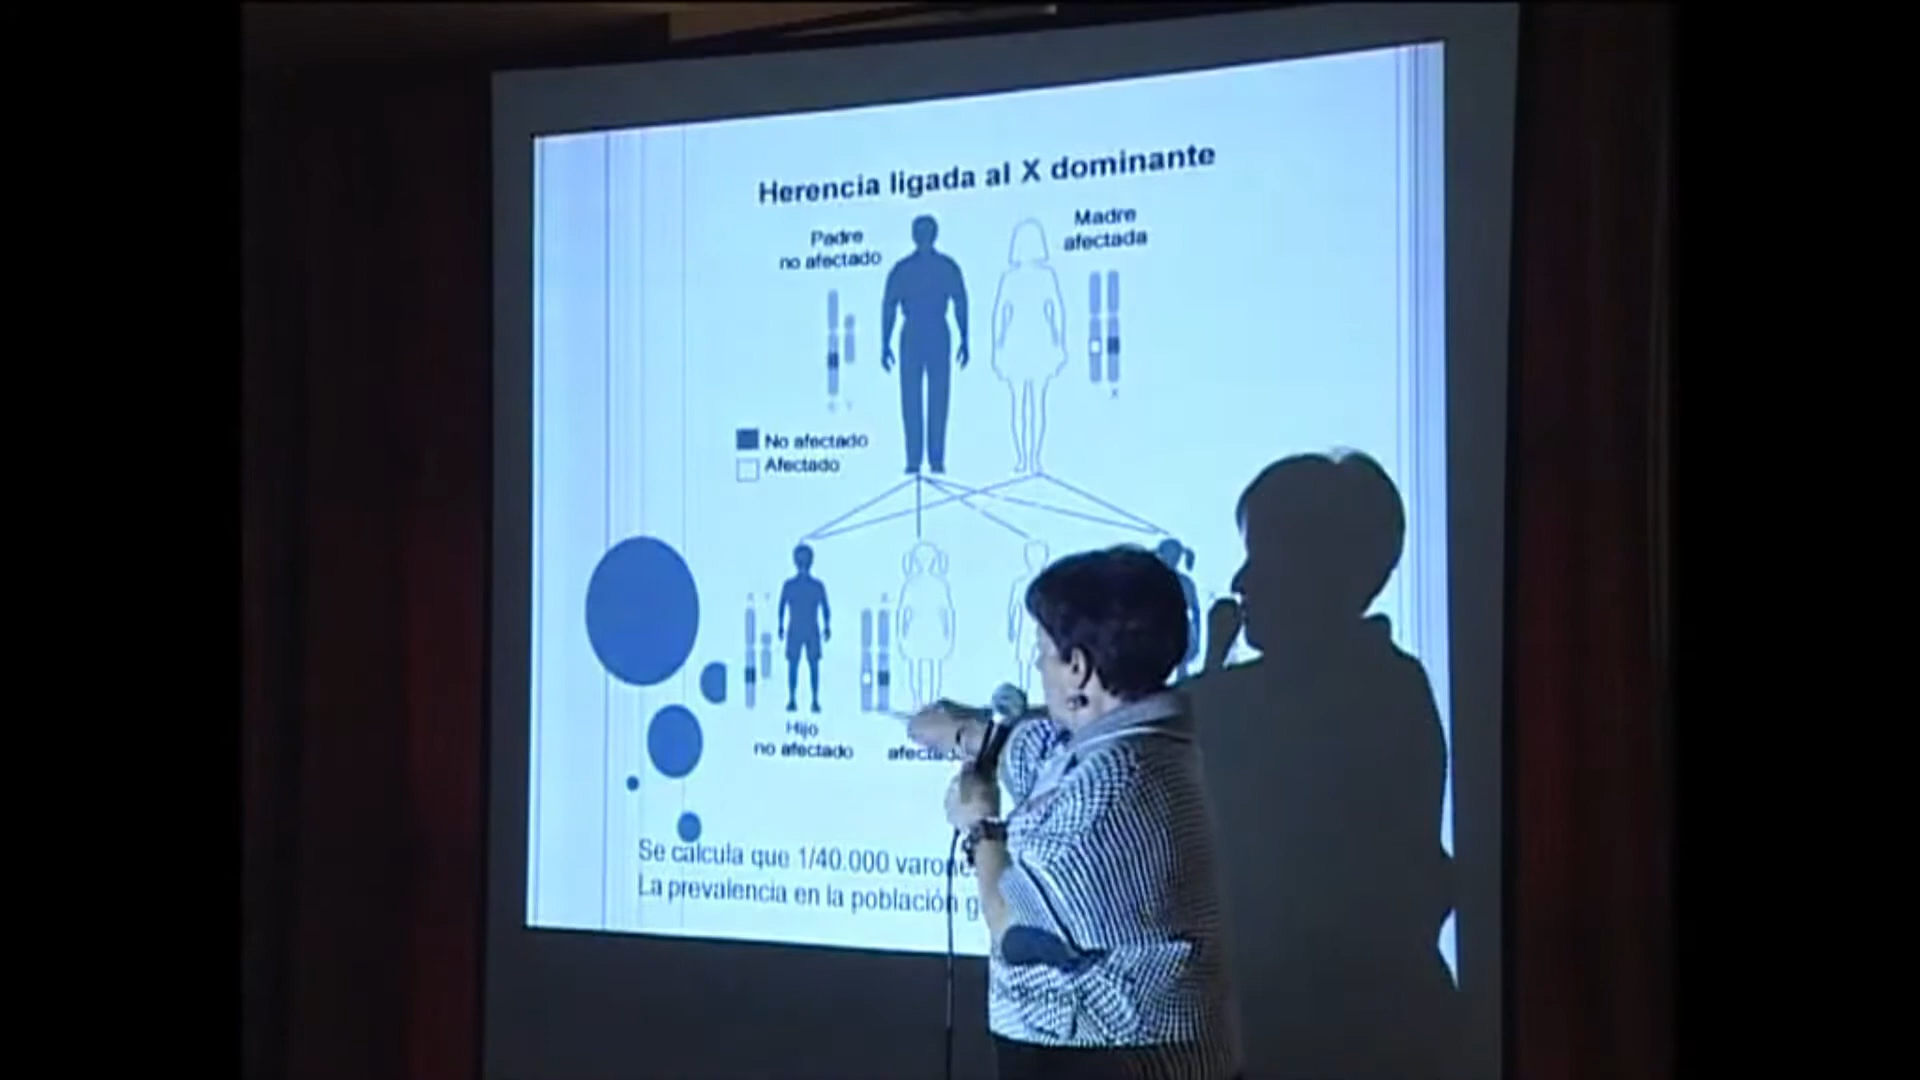 Herencia ligada al X dominante
Padre
no afectado
Madre
afectada
X
No afectado
Afectado
Hijo
no afectado
Se calcula que 1/40.000
La prevalencia en la población